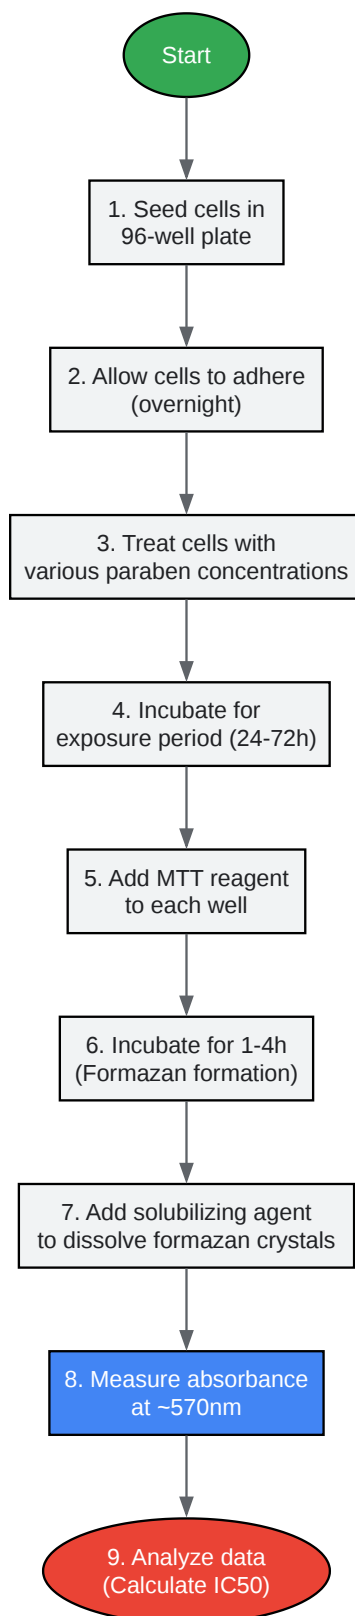 Start
1. Seed cells in
96-well plate
2. Allow cells to adhere
(overnight)
3. Treat cells with
various paraben concentrations
4. Incubate for
exposure period (24-72h)
5. Add MTT reagent
to each well
6. Incubate for 1-4h
(Formazan formation)
7. Add solubilizing agent
to dissolve formazan crystals
8. Measure absorbance
at ~570nm
9. Analyze data
(Calculate IC50)